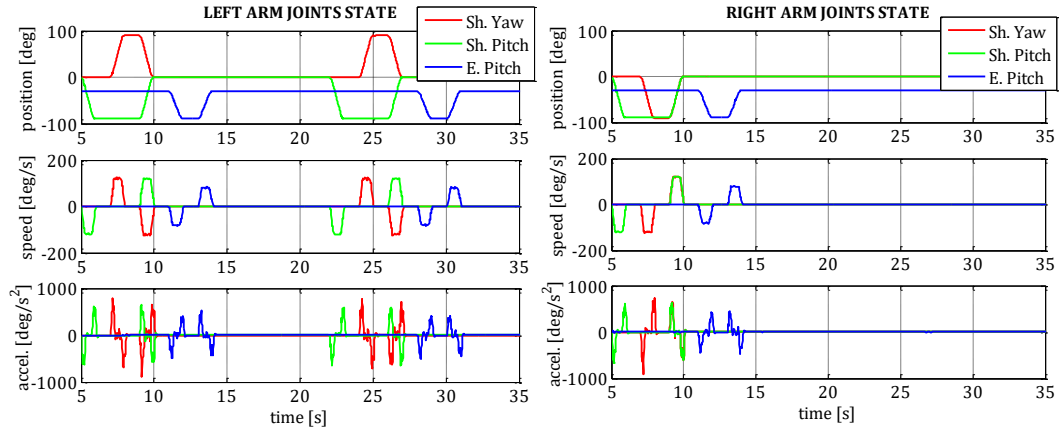 LEFT ARM JOINTS STATE
Sh. Yaw
Sh. Pitch
E. Pitch
position [deg]
100
0
-100
5 10 15 20 25 30 35
speed [deg/s]
200
0
-200
5 10 15 20 25 30 35
accel. [deg/s²]
1000
0
-1000
5 10 15 20 25 30 35
time [s]
RIGHT ARM JOINTS STATE
Sh. Yaw
Sh. Pitch
E. Pitch
position [deg]
100
0
-100
5 10 15 20 25 30 35
speed [deg/s]
200
0
-200
5 10 15 20 25 30 35
accel. [deg/s²]
1000
0
-1000
5 10 15 20 25 30 35
time [s]